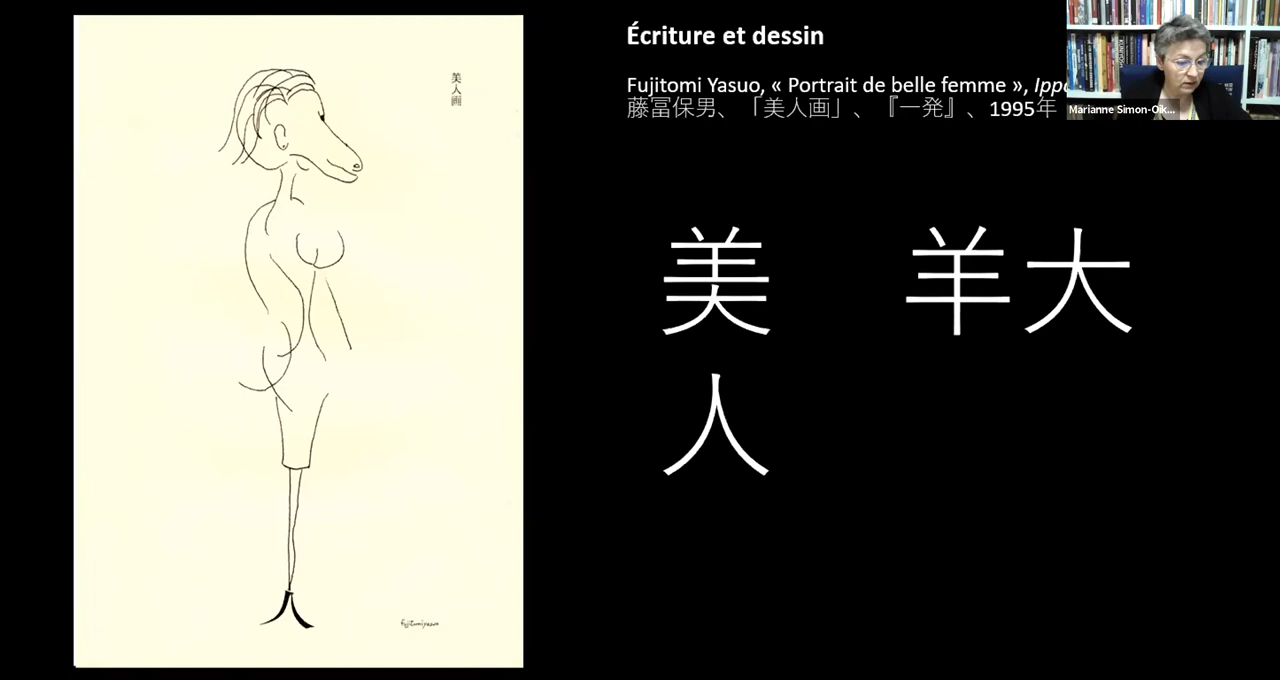 美人画
fujitomiyasuo
Écriture et dessin
Fujitomi Yasuo, « Portrait de belle femme », Ippo
藤冨保男、「美人画」、『一発』、1995年
Marianne Simon-Oik...
美 羊大
人